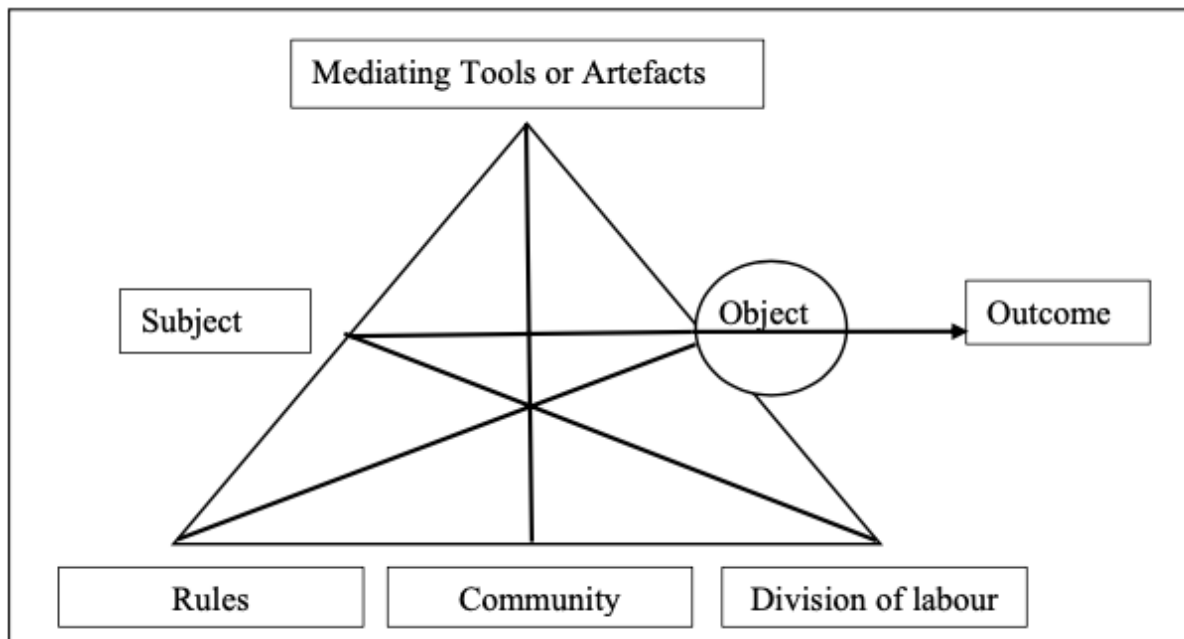 Mediating Tools or Artefacts
Subject
Object
Outcome
Rules
Community
Division of labour